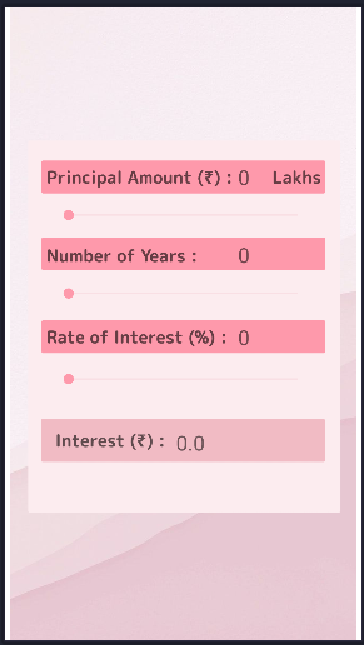 Principal Amount (₹) : 0 Lakhs
Number of Years : 0
Rate of Interest (%) : 0
Interest (₹) : 0.0